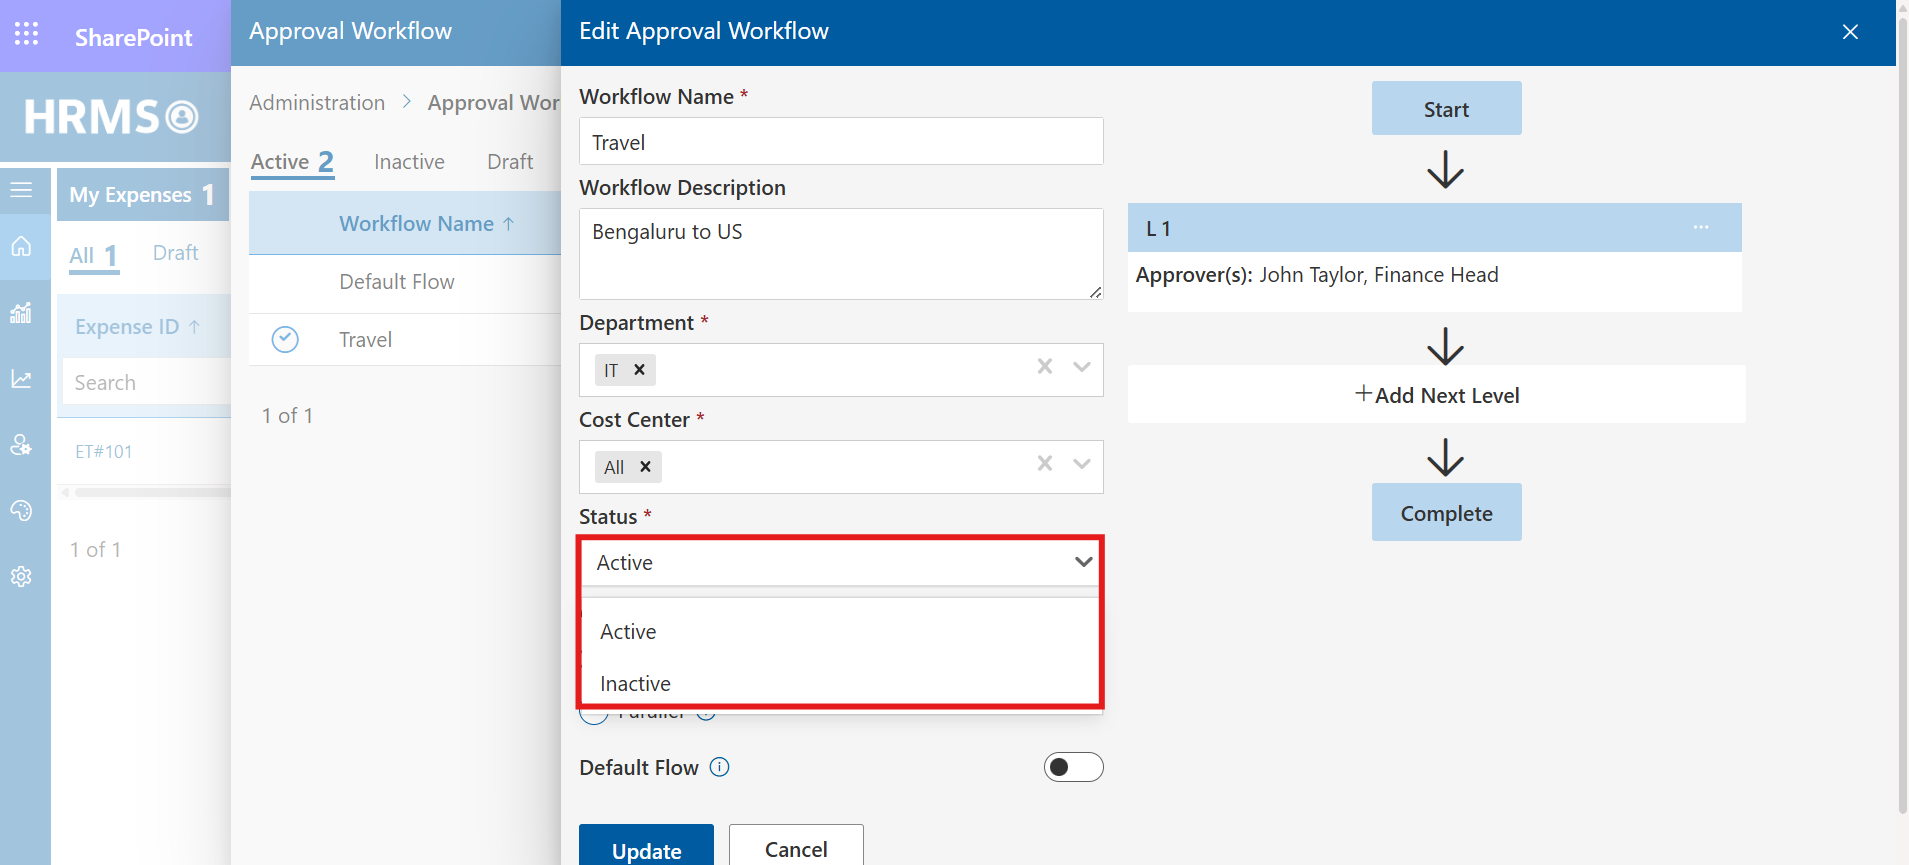 SharePoint
HRMS
My Expenses 1
All 1 Draft
Expense ID ↑
Search
ET#101
1 of 1
Approval Workflow
Administration > Approval Wor
Active 2 Inactive Draft
Workflow Name ↑
Default Flow
Travel
1 of 1
Edit Approval Workflow
Workflow Name *
Travel
Workflow Description
Bengaluru to US
Department *
IT
Cost Center *
All
Status *
Active
Active
Inactive
Parallel
Default Flow
Update Cancel
Start
L 1 ...
Approver(s): John Taylor, Finance Head
+Add Next Level
Complete